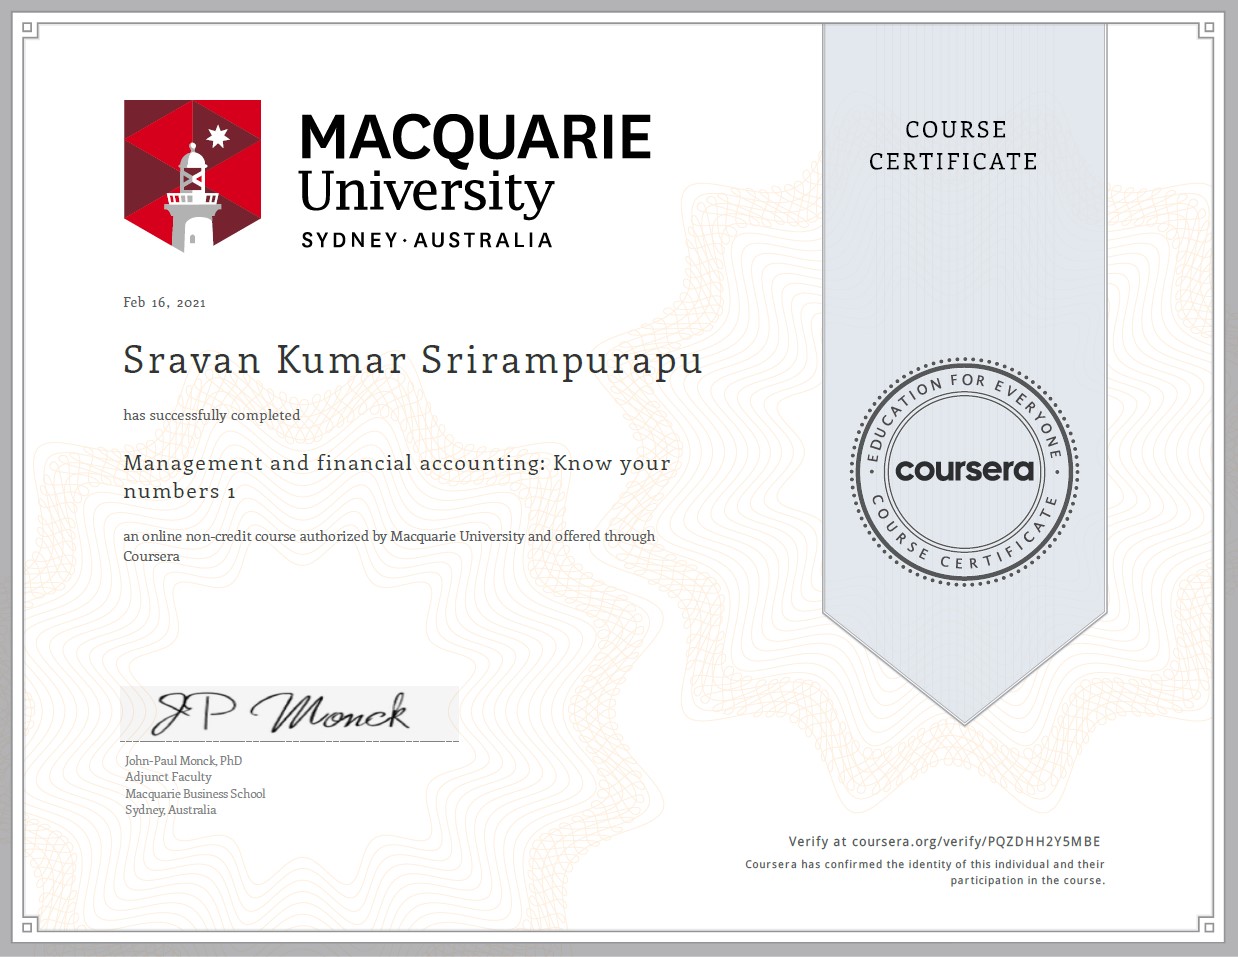 MACQUARIE
University
SYDNEY·AUSTRALIA
COURSE
CERTIFICATE
Feb 16, 2021
Sravan Kumar Srirampurapu
has successfully completed
Management and financial accounting: Know your
numbers 1
an online non-credit course authorized by Macquarie University and offered through
Coursera
EDUCATION FOR EVERYONE
coursera
COURSE CERTIFICATE
JP Monck
John-Paul Monck, PhD
Adjunct Faculty
Macquarie Business School
Sydney, Australia
Verify at coursera.org/verify/PQZDHH2Y5MBE
Coursera has confirmed the identity of this individual and their
participation in the course.